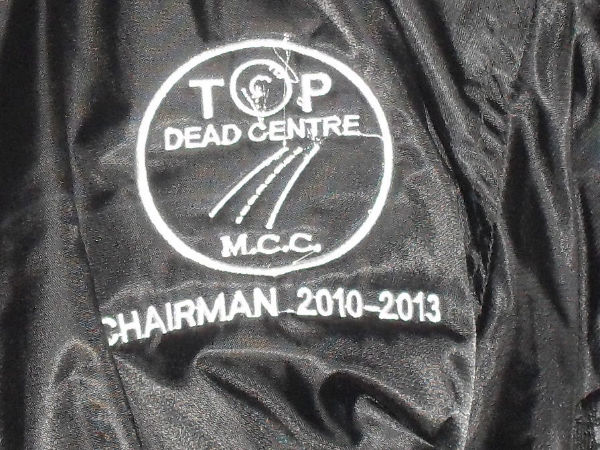 TOP
DEAD CENTRE
M.C.C.
CHAIRMAN 2010-2013